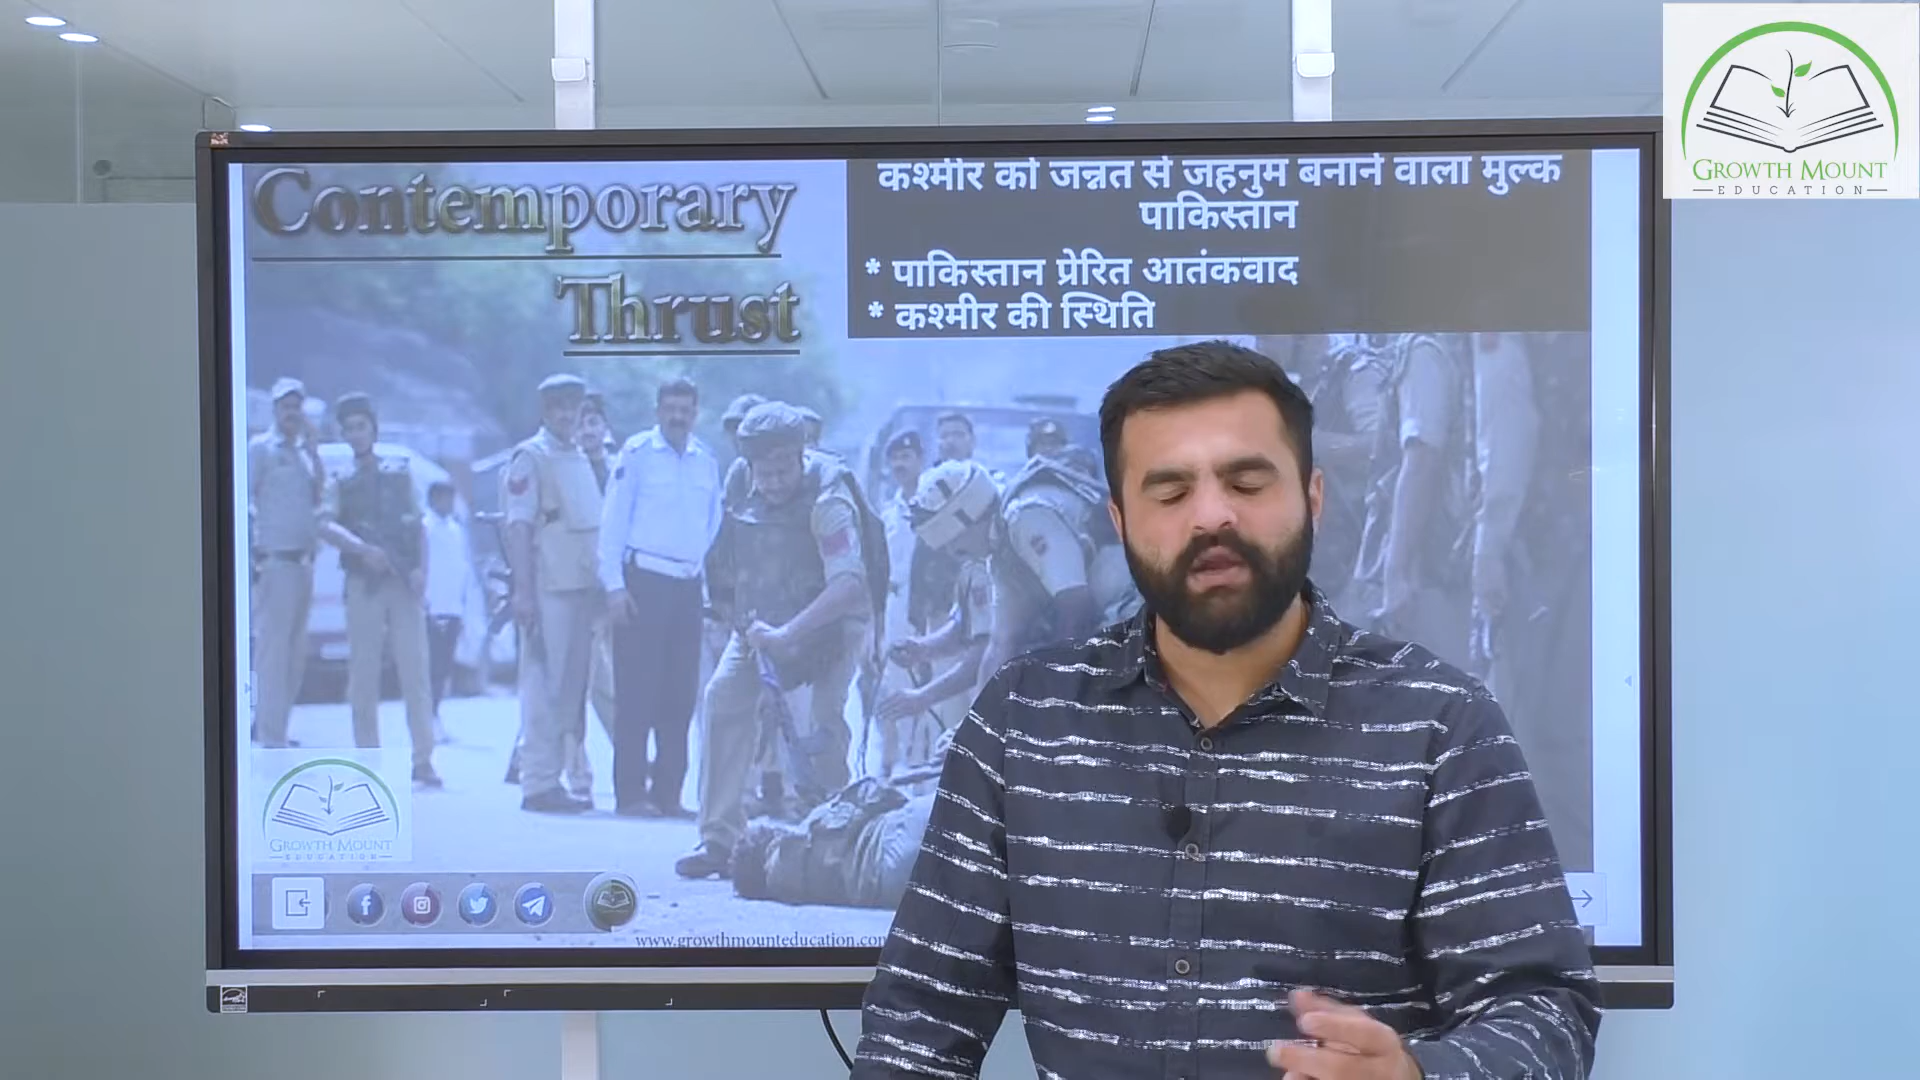 Contemporary
Thrust
कश्मीर को जन्नत से जहनुम बनाने वाला मुल्क
पाकिस्तान
* पाकिस्तान प्रेरित आतंकवाद
* कश्मीर की स्थिति
GROWTH MOUNT
EDUCATION
GROWTH MOUNT
EDUCATION
www.growthmounteducation.com